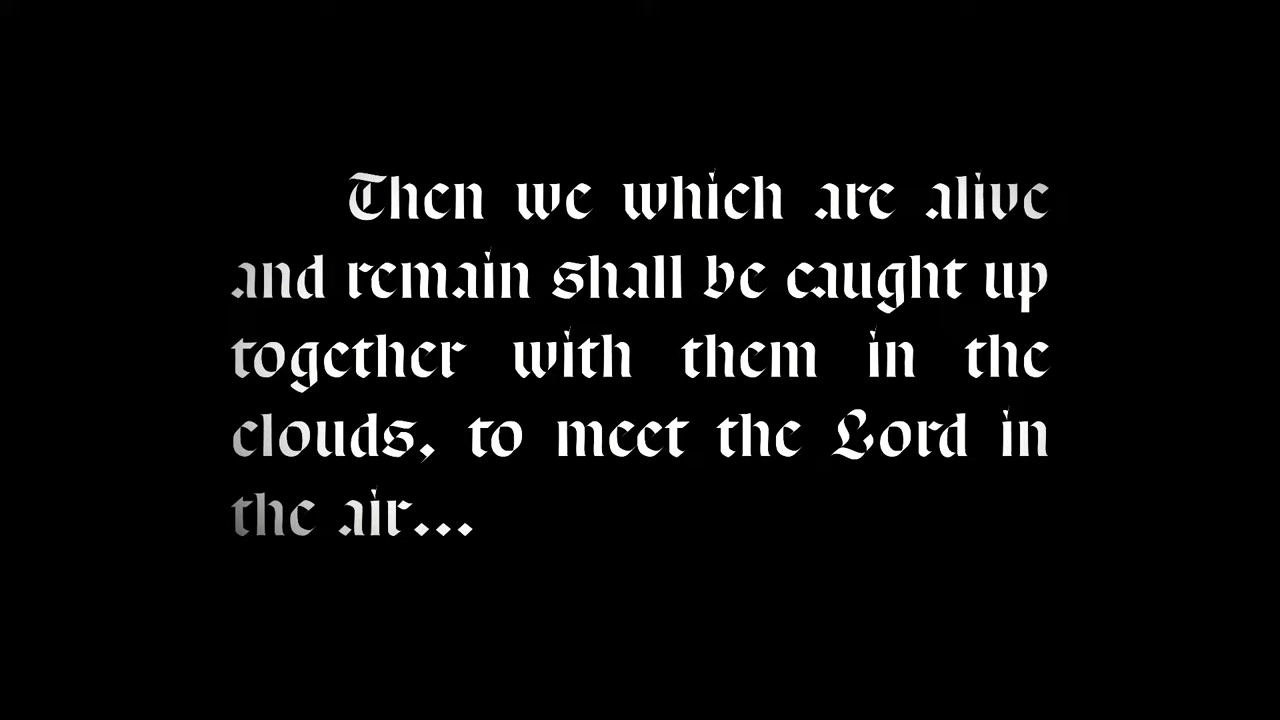 Then we which are alive
and remain shall be caught up
together with them in the
clouds, to meet the Lord in
the air...